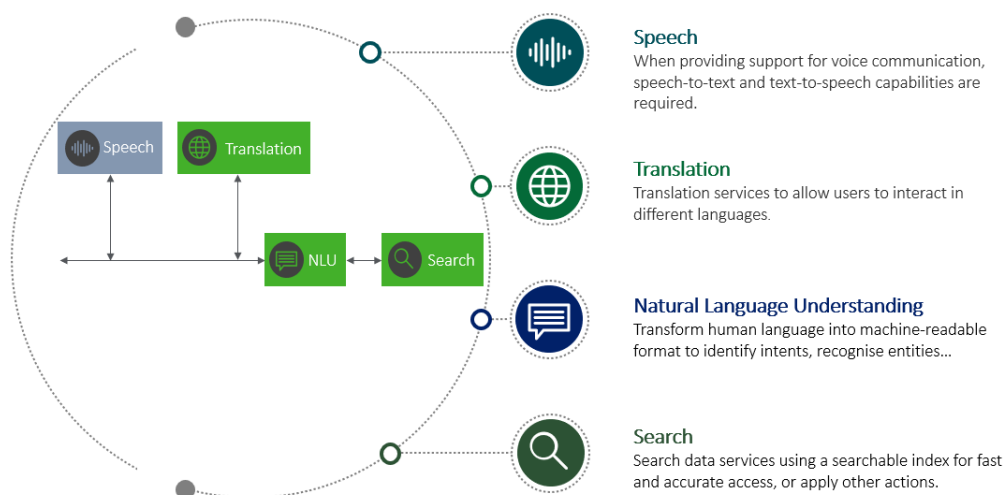 Speech
Translation
NLU
Search
Speech
When providing support for voice communication,
speech-to-text and text-to-speech capabilities are
required.
Translation
Translation services to allow users to interact in
different languages.
Natural Language Understanding
Transform human language into machine-readable
format to identify intents, recognise entities…
Search
Search data services using a searchable index for fast
and accurate access, or apply other actions.